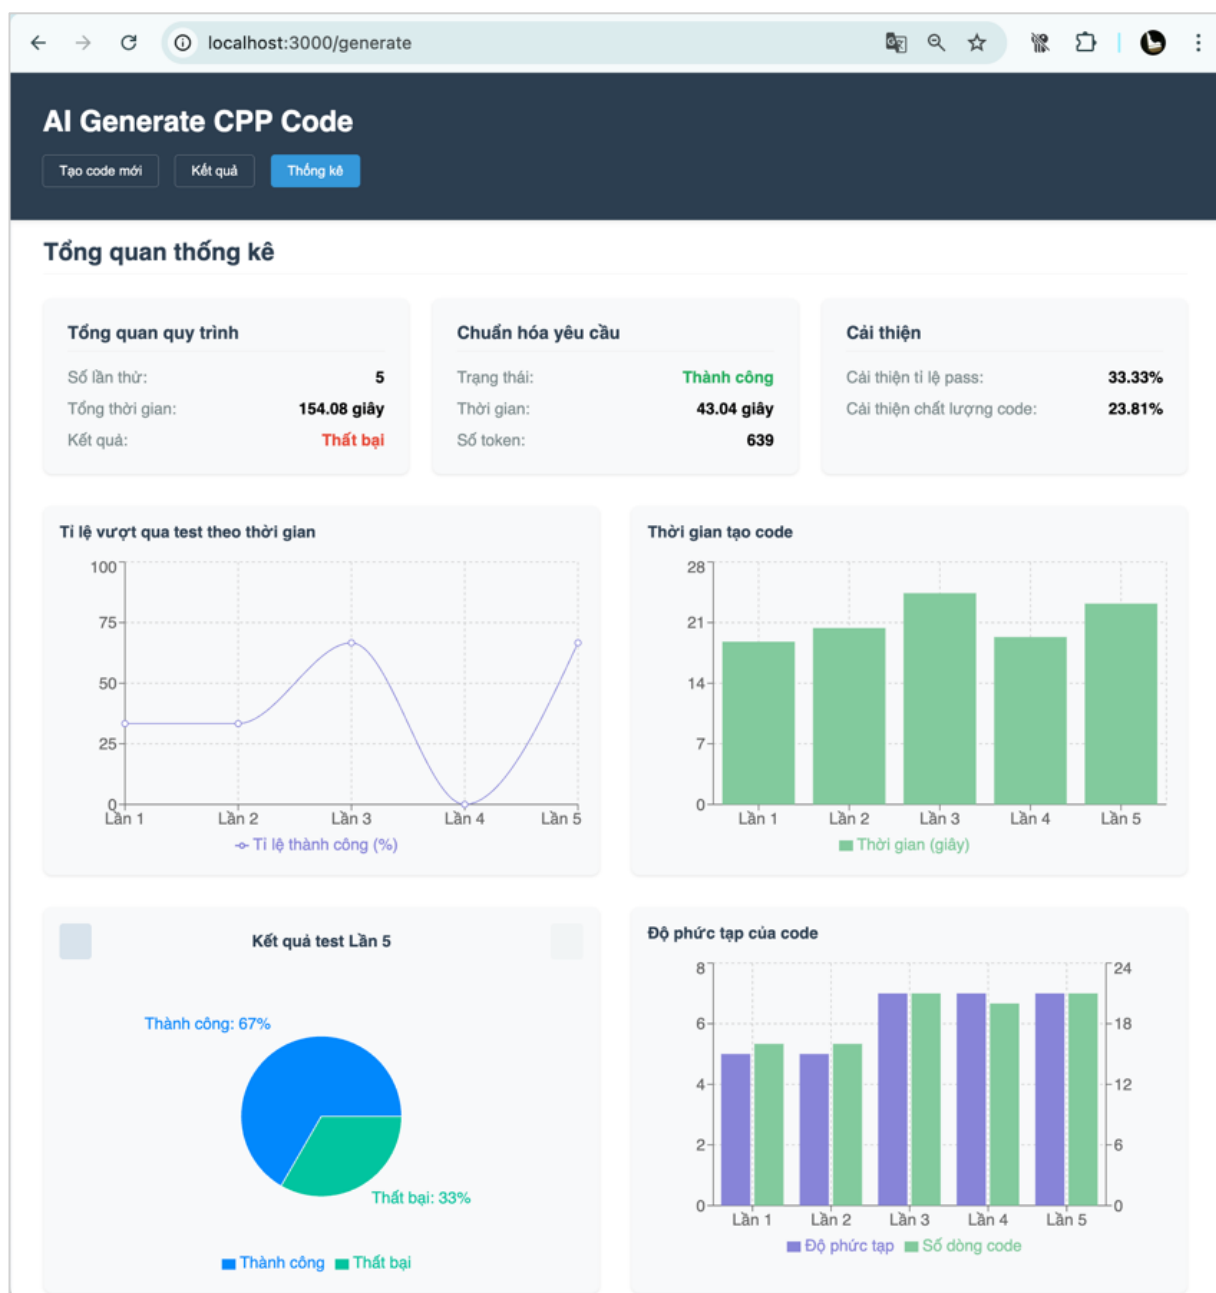 localhost:3000/generate
AI Generate CPP Code
Tạo code mới
Kết quả
Thống kê
Tổng quan thống kê
Tổng quan quy trình
Số lần thử: 5
Tổng thời gian: 154.08 giây
Kết quả: Thất bại
Chuẩn hóa yêu cầu
Trạng thái: Thành công
Thời gian: 43.04 giây
Số token: 639
Cải thiện
Cải thiện tỉ lệ pass: 33.33%
Cải thiện chất lượng code: 23.81%
Tỉ lệ vượt qua test theo thời gian
100
75
50
25
0
Lần 1 Lần 2 Lần 3 Lần 4 Lần 5
Tỉ lệ thành công (%)
Thời gian tạo code
28
21
14
7
0
Lần 1 Lần 2 Lần 3 Lần 4 Lần 5
Thời gian (giây)
Kết quả test Lần 5
Thành công: 67%
Thất bại: 33%
Thành công Thất bại
Độ phức tạp của code
8 24
6 18
4 12
2 6
0 0
Lần 1 Lần 2 Lần 3 Lần 4 Lần 5
Độ phức tạp Số dòng code